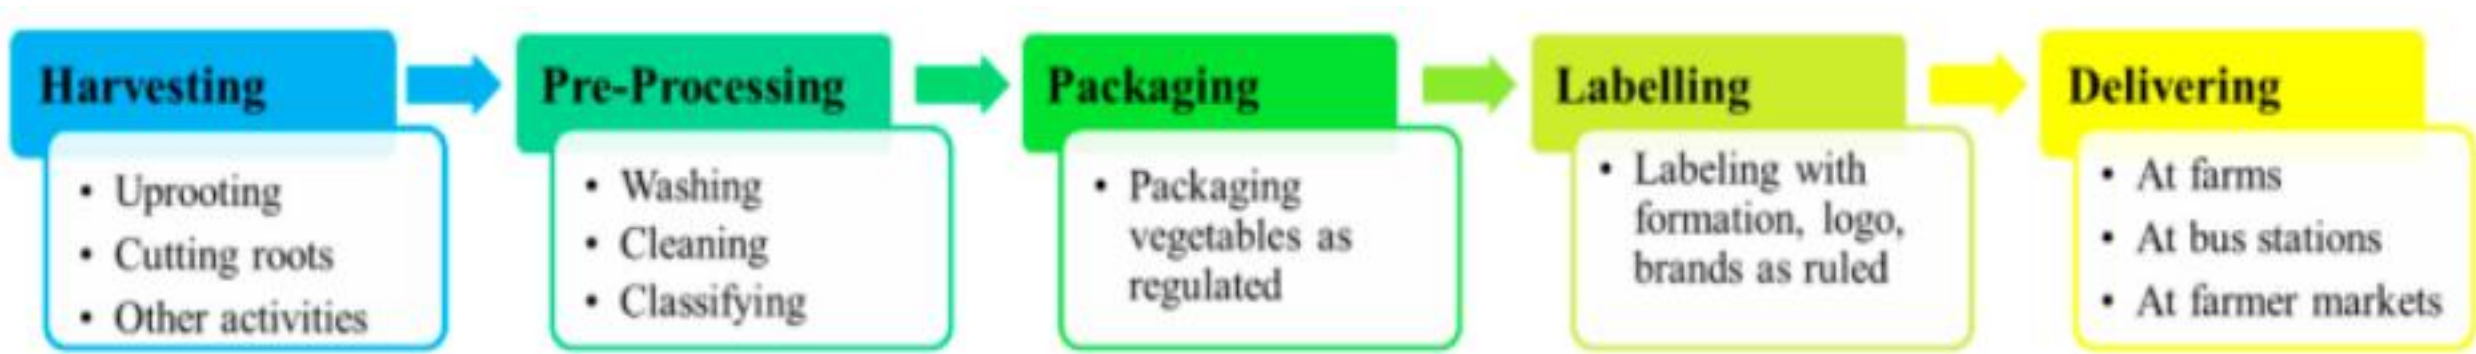 Harvesting
• Uprooting
• Cutting roots
• Other activities
Pre-Processing
• Washing
• Cleaning
• Classifying
Packaging
• Packaging
vegetables as
regulated
Labelling
• Labeling with
formation, logo,
brands as ruled
Delivering
• At farms
• At bus stations
• At farmer markets